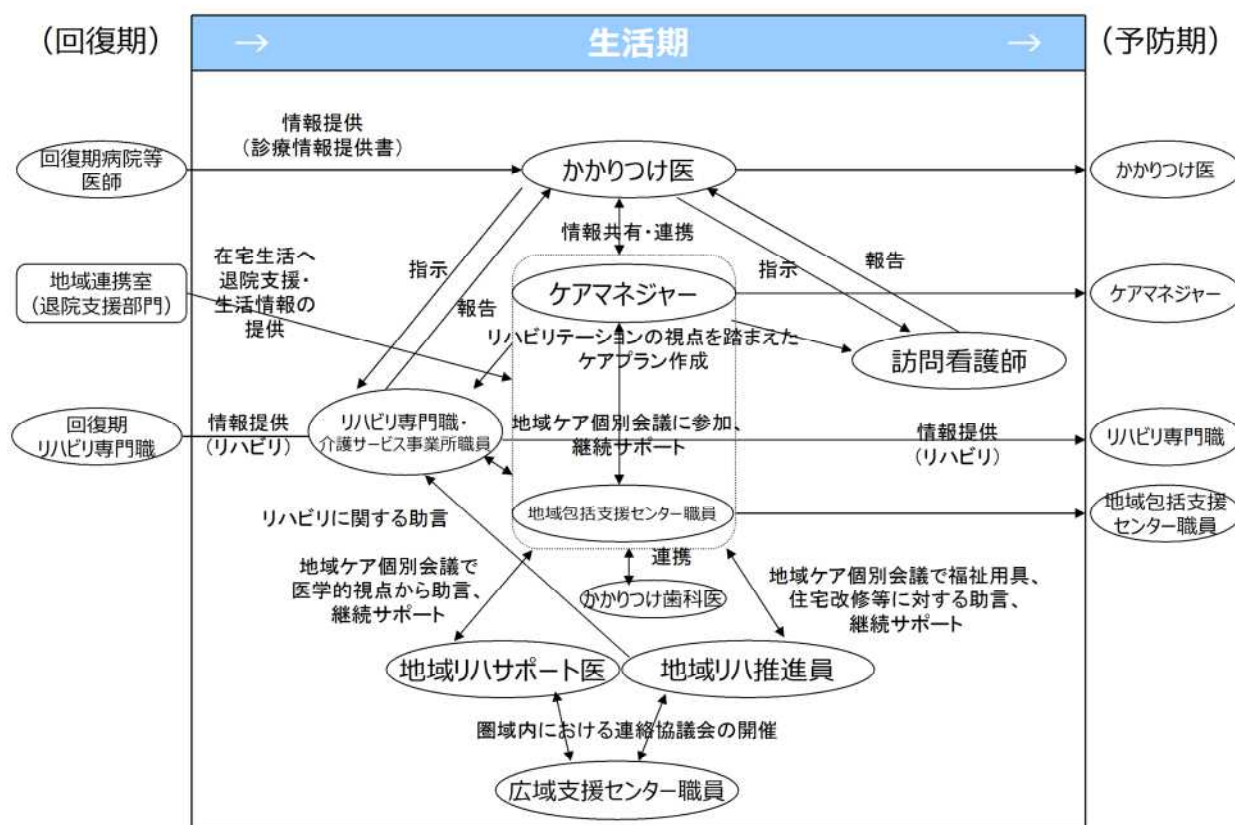 (回復期)
→ 生活期 →
(予防期)
情報提供
(診療情報提供書)
回復期病院等
医師
かかりつけ医
かかりつけ医
情報共有・連携
在宅生活へ
退院支援・
生活情報の
提供
地域連携室
(退院支援部門)
指示
報告
指示
報告
ケアマネジャー
ケアマネジャー
リハビリテーションの視点を踏まえた
ケアプラン作成
訪問看護師
回復期
リハビリ専門職
情報提供
(リハビリ)
リハビリ専門職・
介護サービス事業所職員
地域ケア個別会議に参加、
継続サポート
情報提供
(リハビリ)
リハビリ専門職
リハビリに関する助言
地域包括支援センター職員
地域包括支援
センター職員
連携
かかりつけ歯科医
地域ケア個別会議で
医学的視点から助言、
継続サポート
地域ケア個別会議で福祉用具、
住宅改修等に対する助言、
継続サポート
地域リハサポート医
地域リハ推進員
圏域内における連絡協議会の開催
広域支援センター職員